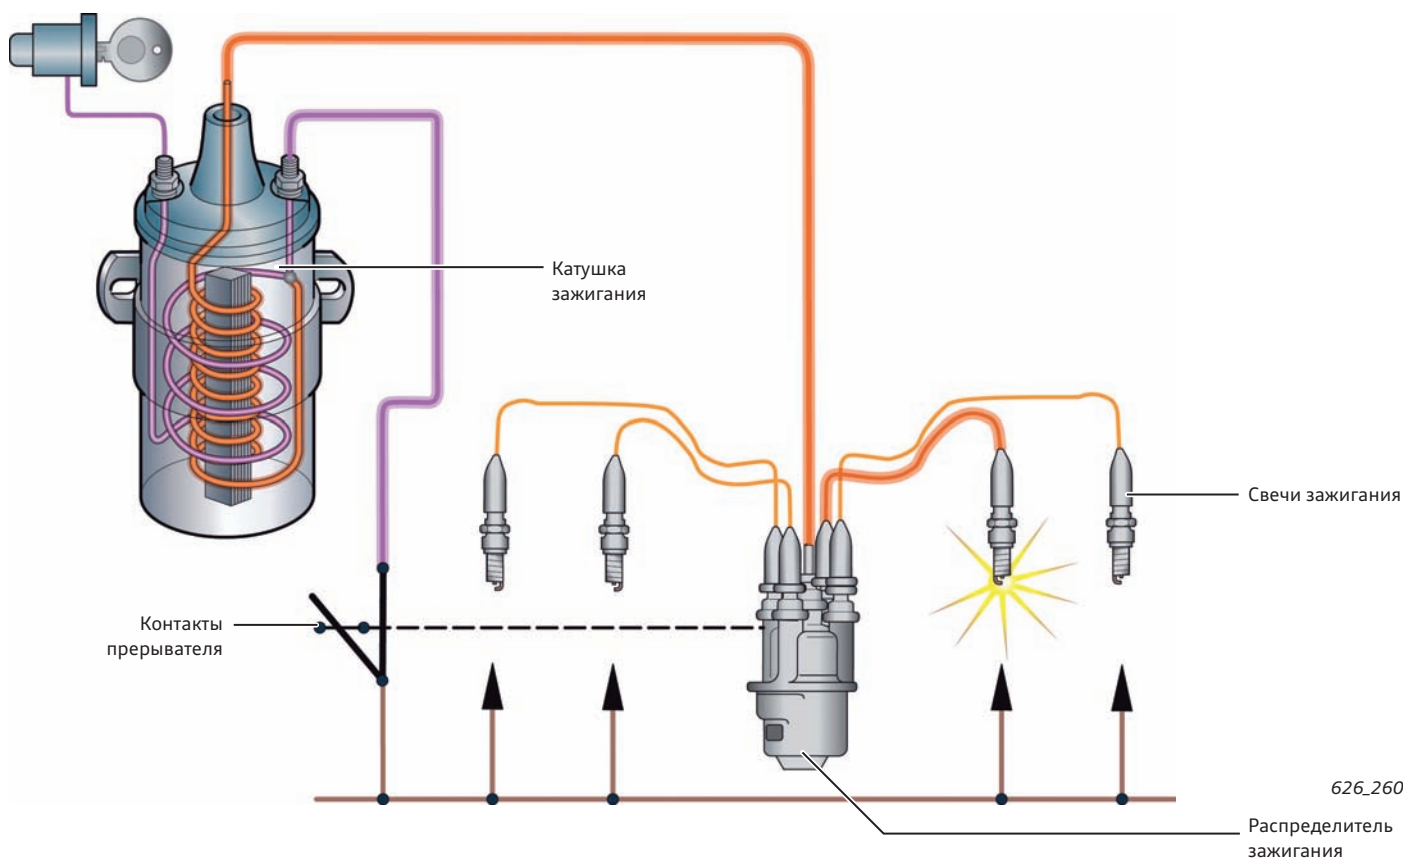 Катушка
зажигания
Свечи зажигания
Контакты
прерывателя
626_260
Распределитель
зажигания